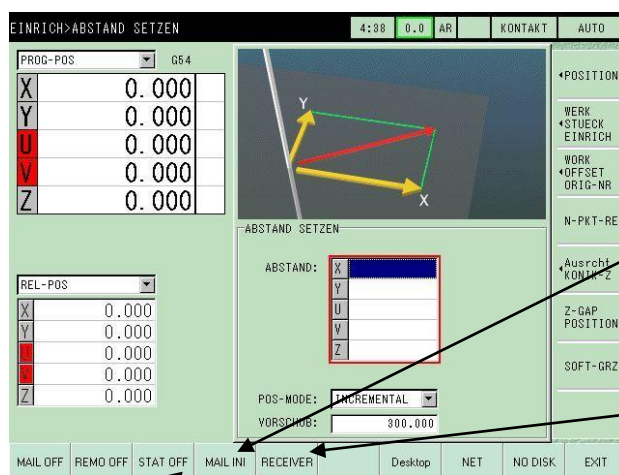 EINRICH>ABSTAND SETZEN 4:38 0.0 AR KONTAKT AUTO
PROG-POS G54
X 0.000
Y 0.000
U 0.000
V 0.000
Z 0.000
Y
X
POSITION
WERK
STUECK
EINRICH
WORK
OFFSET
ORIG-NR
N-PKT-RE
Ausrcht
KONIK-Z
Z-GAP
POSITION
SOFT-GRZ
ABSTAND SETZEN
ABSTAND: X
Y
U
V
Z
REL-POS
X 0.000
Y 0.000
0.000
0.000
Z 0.000
POS-MODE: INCREMENTAL
VORSCHUB: 300.000
MAIL OFF REMO OFF STAT OFF MAIL INI RECEIVER Desktop NET NO DISK EXIT